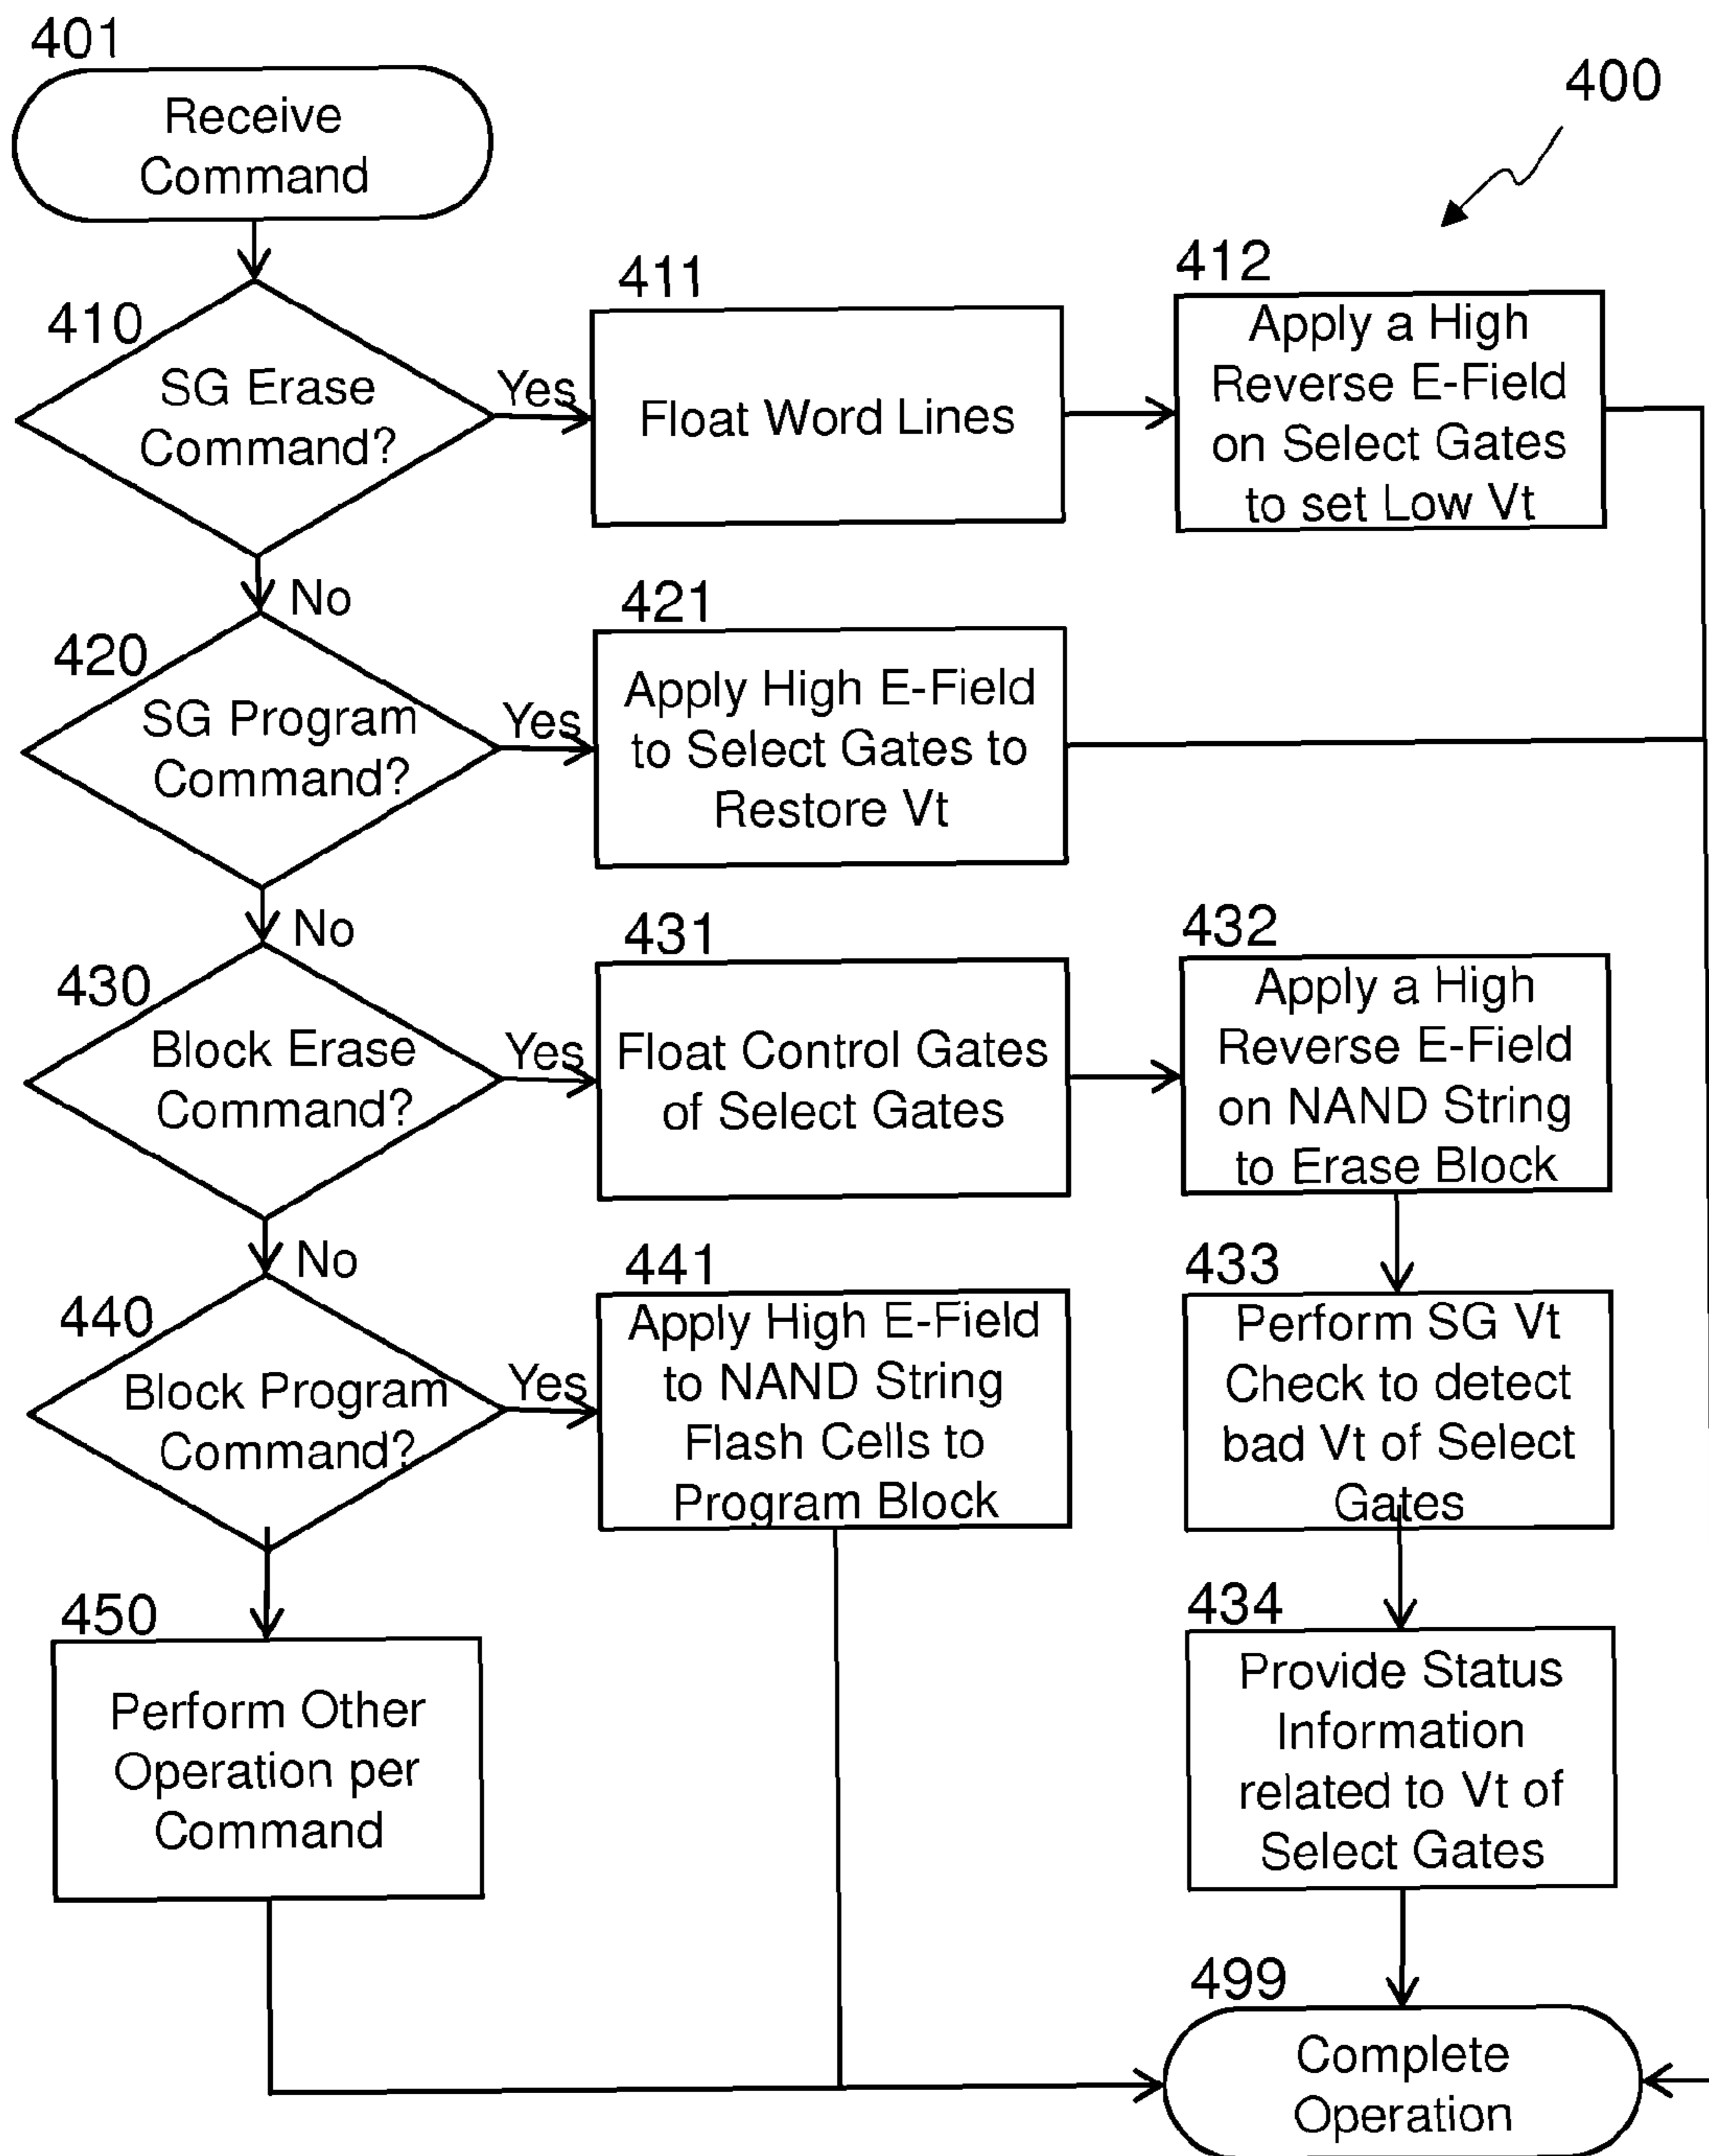 401
Receive
Command
400
410
SG Erase
Command?
Yes
411
Float Word Lines
412
Apply a High
Reverse E-Field
on Select Gates
to set Low Vt
No
420
SG Program
Command?
Yes
421
Apply High E-Field
to Select Gates to
Restore Vt
No
430
Block Erase
Command?
Yes
431
Float Control Gates
of Select Gates
432
Apply a High
Reverse E-Field
on NAND String
to Erase Block
No
440
Block Program
Command?
Yes
441
Apply High E-Field
to NAND String
Flash Cells to
Program Block
433
Perform SG Vt
Check to detect
bad Vt of Select
Gates
450
Perform Other
Operation per
Command
434
Provide Status
Information
related to Vt of
Select Gates
499
Complete
Operation